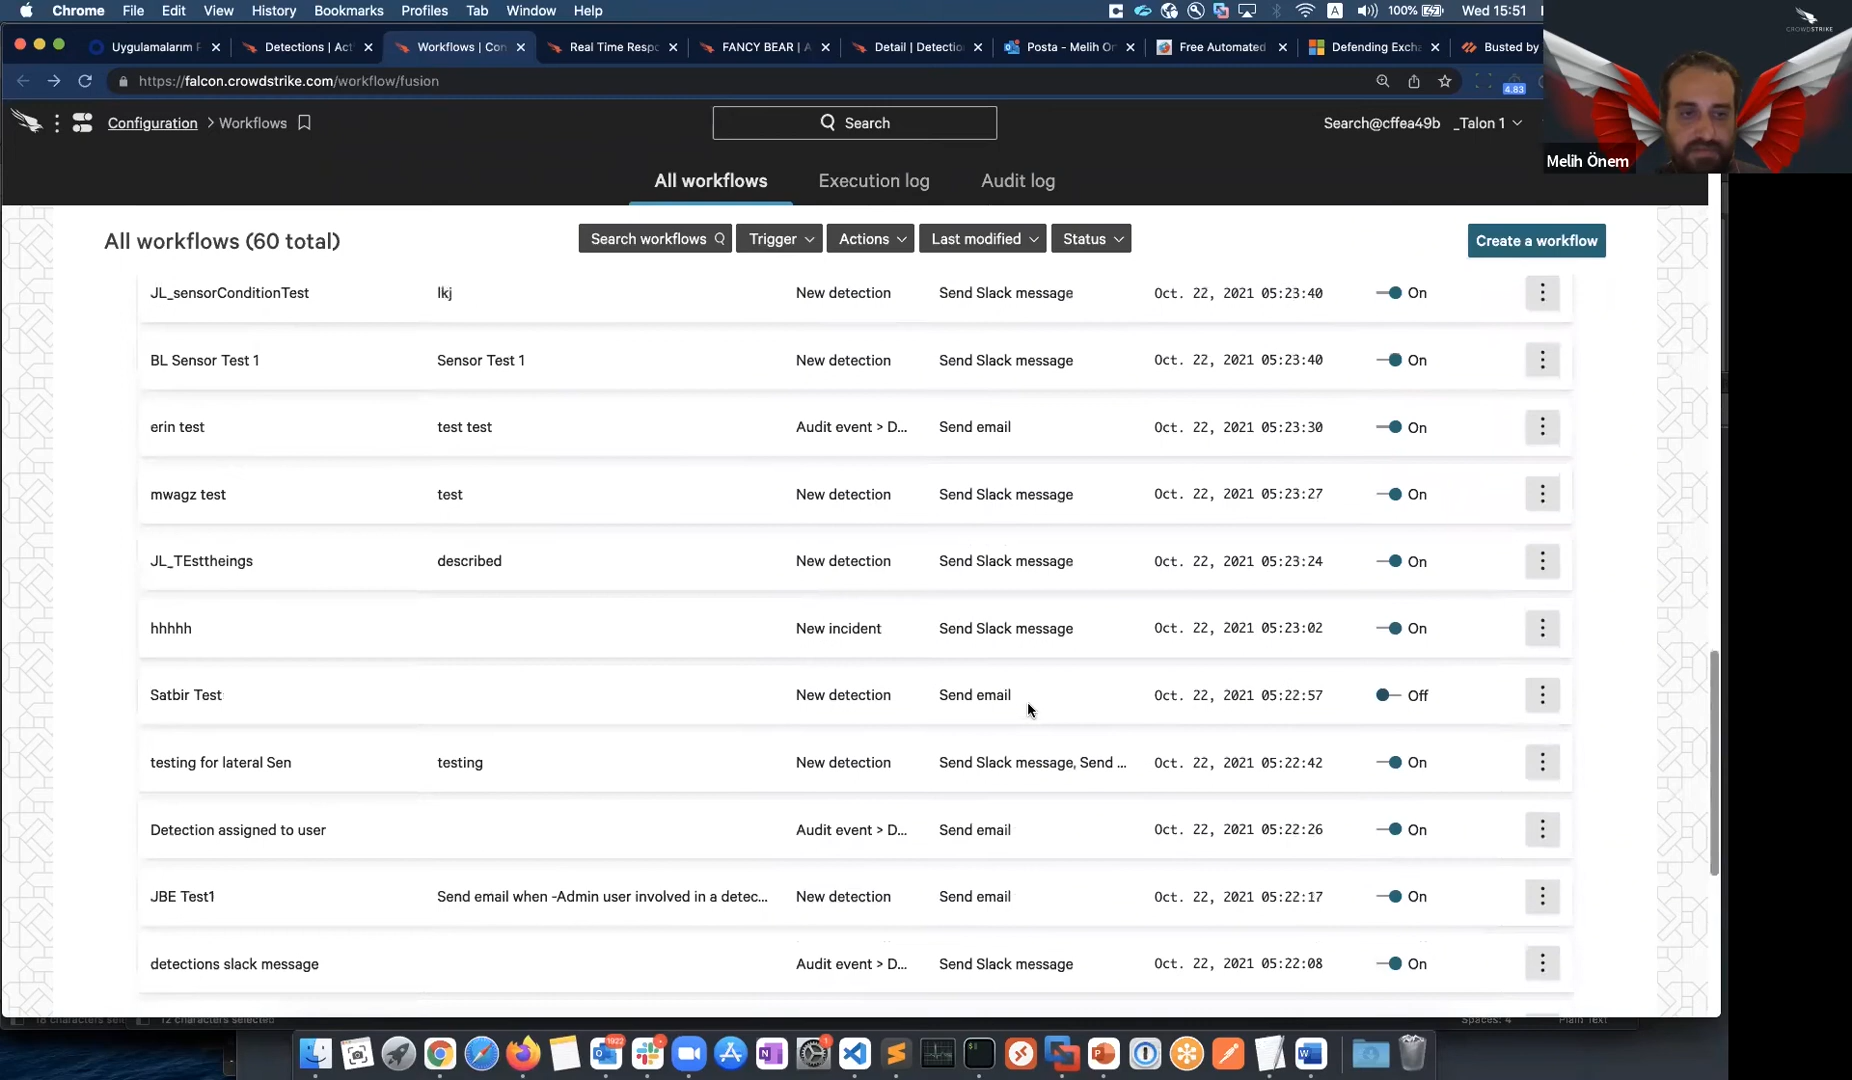 Chrome File Edit View History Bookmarks Profiles Tab Window Help
A 100% Wed 15:51
Uygulamalarım
Detections | Act
Workflows | Con
Real Time Respo
FANCY BEAR | A
Detail | Detectio
Posta - Melih Ön
Free Automated
Defending Exch
Busted by
https://falcon.crowdstrike.com/workflow/fusion
4.83
CROWDSTRIKE
Melih Önem
Configuration > Workflows
Search
Search@cffea49b _Talon 1
All workflows Execution log Audit log
All workflows (60 total)
Search workflows Trigger Actions Last modified Status
Create a workflow
JL_sensorConditionTest lkj New detection Send Slack message Oct. 22, 2021 05:23:40 On
BL Sensor Test 1 Sensor Test 1 New detection Send Slack message Oct. 22, 2021 05:23:40 On
erin test test test Audit event > D... Send email Oct. 22, 2021 05:23:30 On
mwagz test test New detection Send Slack message Oct. 22, 2021 05:23:27 On
JL_TEsttheings described New detection Send Slack message Oct. 22, 2021 05:23:24 On
hhhhh New incident Send Slack message Oct. 22, 2021 05:23:02 On
Satbir Test New detection Send email Oct. 22, 2021 05:22:57 Off
testing for lateral Sen testing New detection Send Slack message, Send ... Oct. 22, 2021 05:22:42 On
Detection assigned to user Audit event > D... Send email Oct. 22, 2021 05:22:26 On
JBE Test1 Send email when -Admin user involved in a detec... New detection Send email Oct. 22, 2021 05:22:17 On
detections slack message Audit event > D... Send Slack message Oct. 22, 2021 05:22:08 On
Spaces: 4 Plain Text
1922